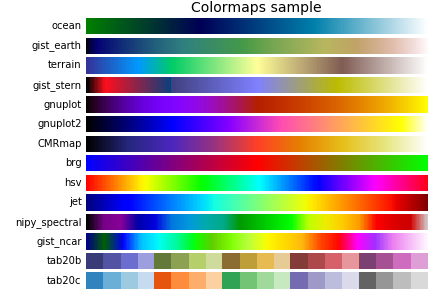 Colormaps sample
ocean
gist_earth
terrain
gist_stern
gnuplot
gnuplot2
CMRmap
brg
hsv
jet
nipy_spectral
gist_ncar
tab20b
tab20c